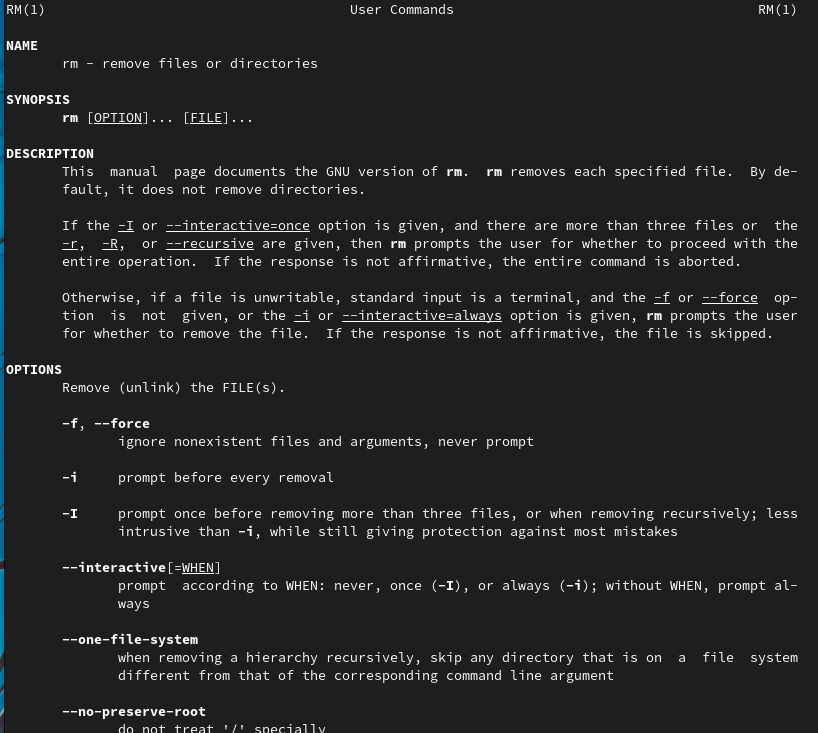 RM(1) User Commands RM(1)
NAME
rm - remove files or directories
SYNOPSIS
rm [OPTION]... [FILE]...
DESCRIPTION
This manual page documents the GNU version of rm. rm removes each specified file. By de-
fault, it does not remove directories.
If the -I or --interactive=once option is given, and there are more than three files or the
-r, -R, or --recursive are given, then rm prompts the user for whether to proceed with the
entire operation. If the response is not affirmative, the entire command is aborted.
Otherwise, if a file is unwritable, standard input is a terminal, and the -f or --force op-
tion is not given, or the -i or --interactive=always option is given, rm prompts the user
for whether to remove the file. If the response is not affirmative, the file is skipped.
OPTIONS
Remove (unlink) the FILE(s).
-f, --force
ignore nonexistent files and arguments, never prompt
-i prompt before every removal
-I prompt once before removing more than three files, or when removing recursively; less
intrusive than -i, while still giving protection against most mistakes
--interactive[=WHEN]
prompt according to WHEN: never, once (-I), or always (-i); without WHEN, prompt al-
ways
--one-file-system
when removing a hierarchy recursively, skip any directory that is on a file system
different from that of the corresponding command line argument
--no-preserve-root
do not treat '/' specially